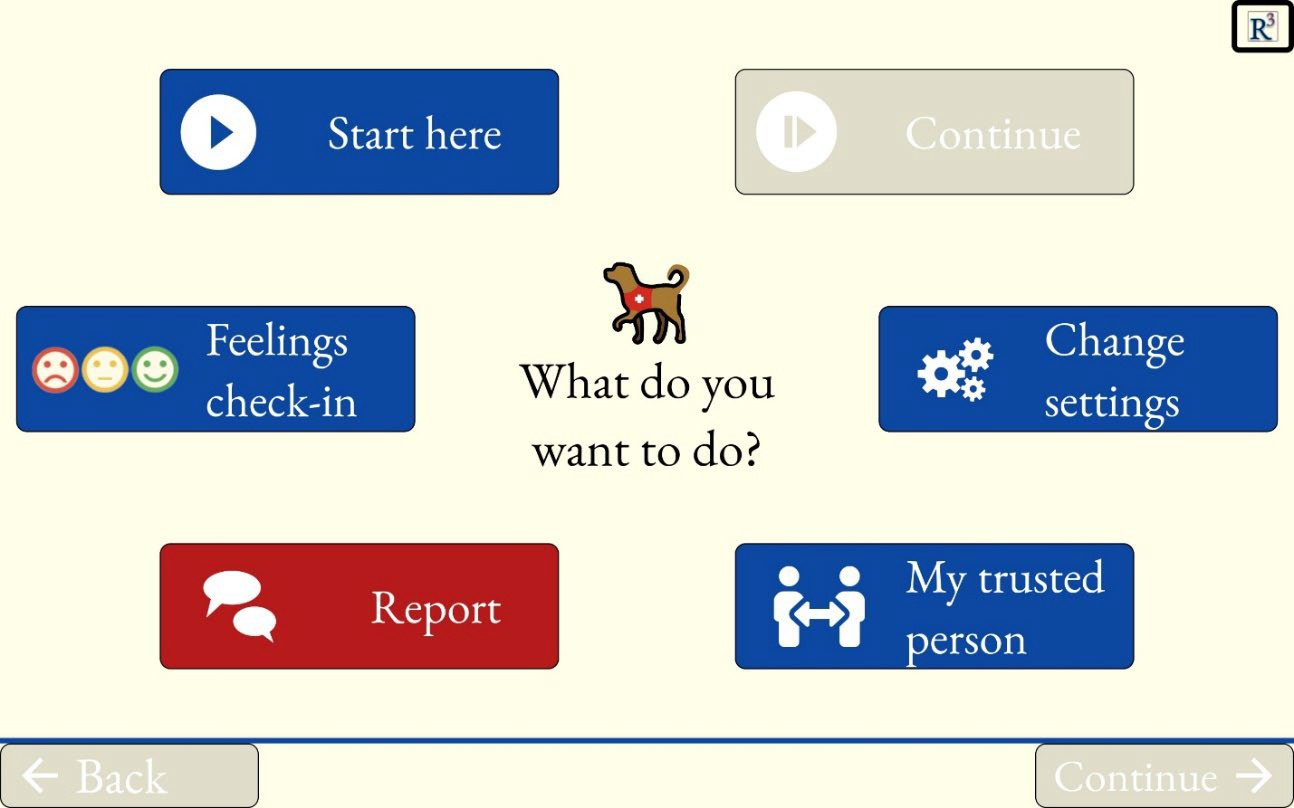 R³
Start here
Continue
Feelings
check-in
What do you
want to do?
Change
settings
Report
My trusted
person
Back
Continue